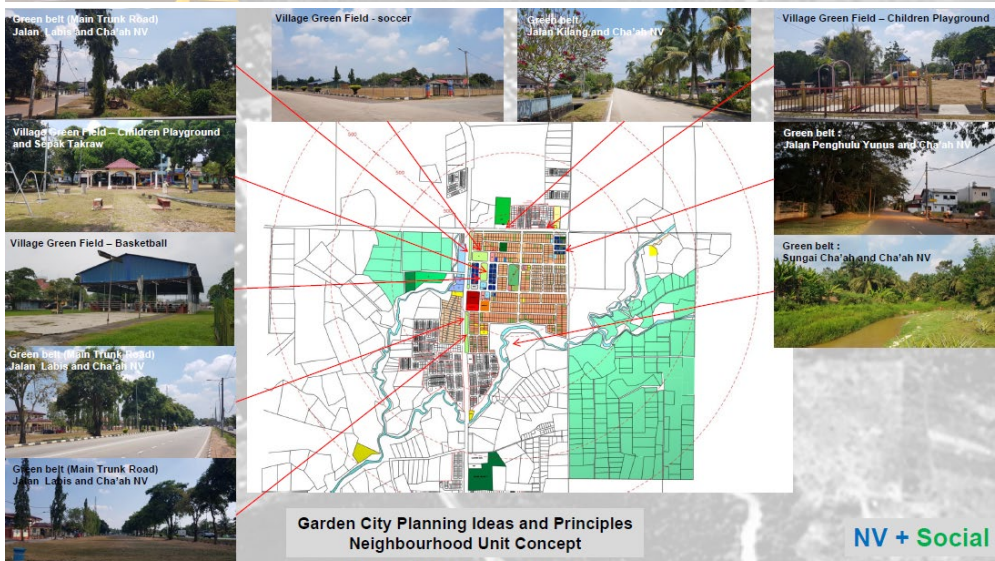 Green belt (Main Trunk Road)
Jalan Labis and Cha'ah NV
Village Green Field - soccer
Green belt
Jalan Kilang and Cha'ah NV
Village Green Field – Children Playground
Village Green Field – Children Playground
and Sepak Takraw
Green belt :
Jalan Penghulu Yunus and Cha'ah NV
Village Green Field – Basketball
Green belt :
Sungai Cha'ah and Cha'ah NV
Green belt (Main Trunk Road)
Jalan Labis and Cha'ah NV
Green belt (Main Trunk Road)
Jalan Labis and Cha'ah NV
Garden City Planning Ideas and Principles
Neighbourhood Unit Concept
NV + Social